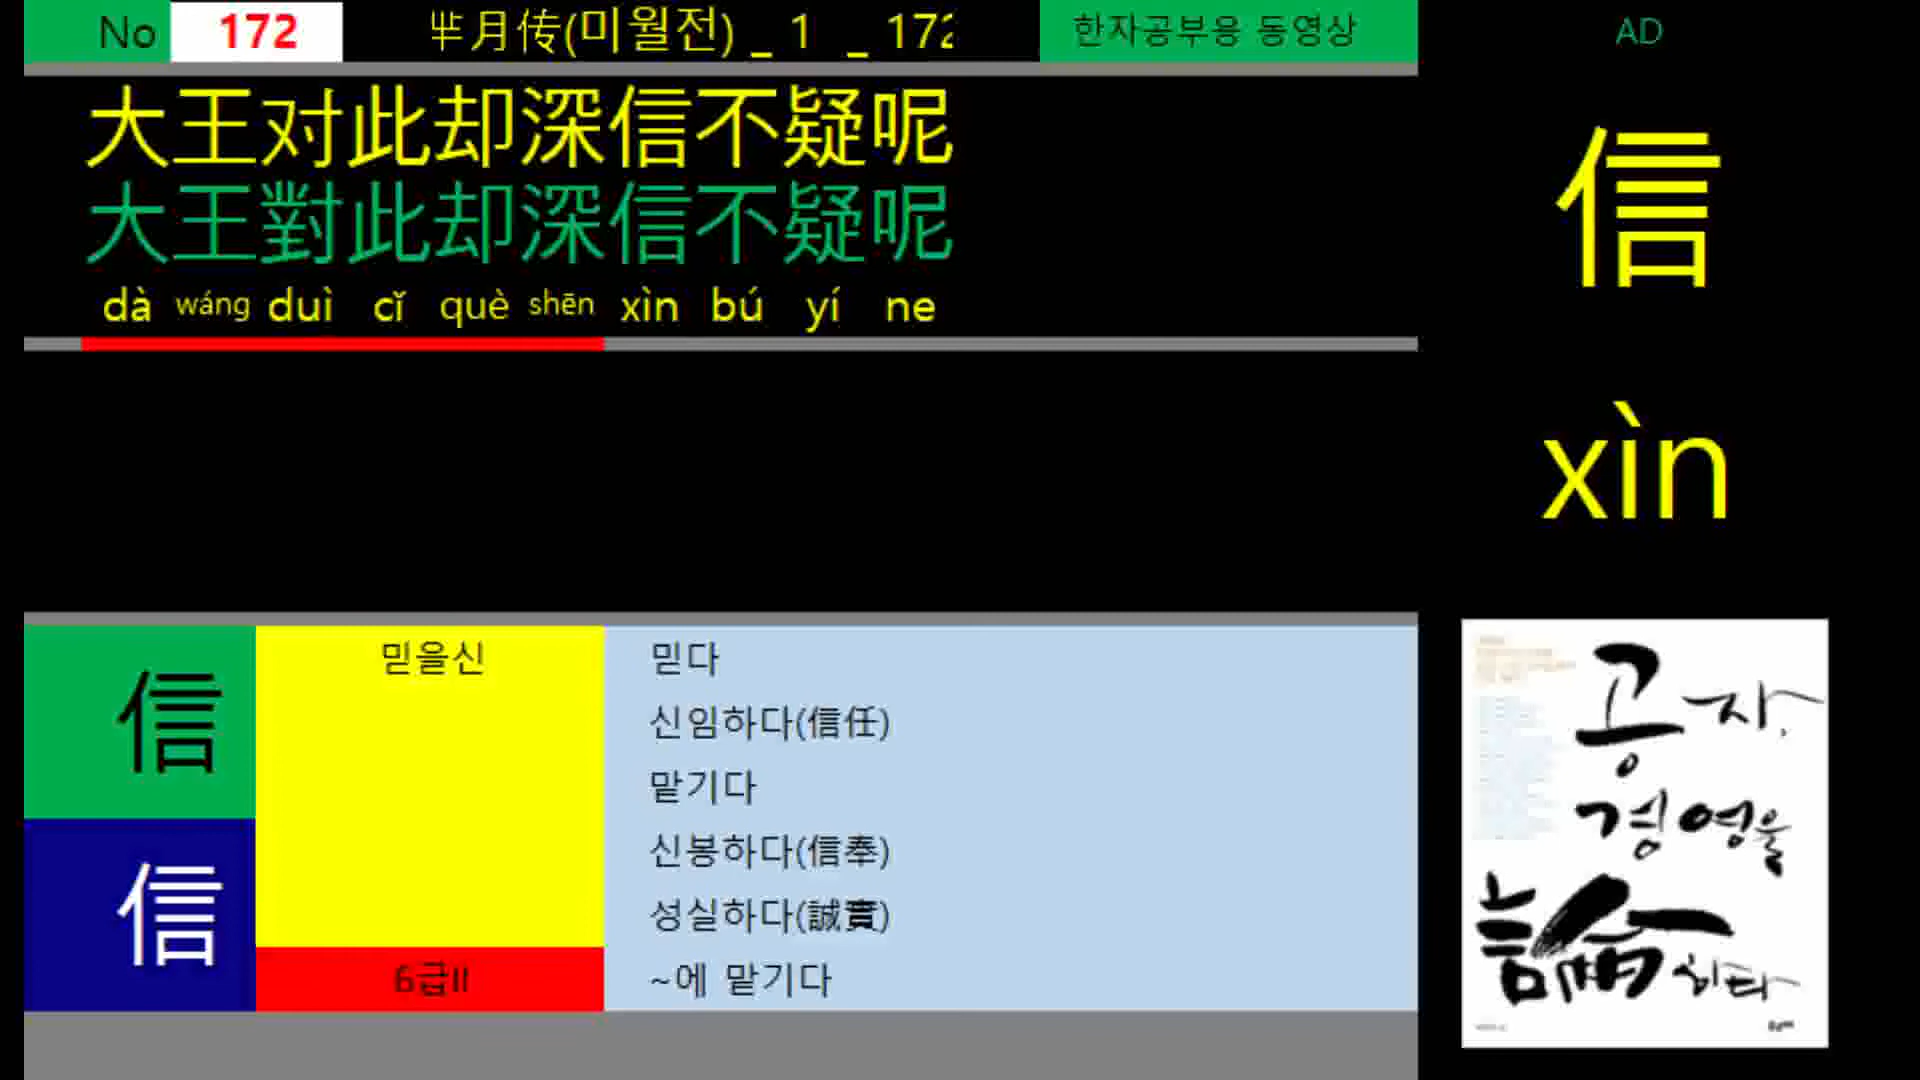 No 172 芈月传(미월전) _ 1 _ 172 한자공부용 동영상 AD
大王对此却深信不疑呢
大王對此却深信不疑呢
dà wáng duì cǐ què shēn xìn bú yí ne
信
xìn
信
信
믿을신
6급II
믿다
신임하다(信任)
맡기다
신봉하다(信奉)
성실하다(誠實)
~에 맡기다
공자,
경영을
論하다